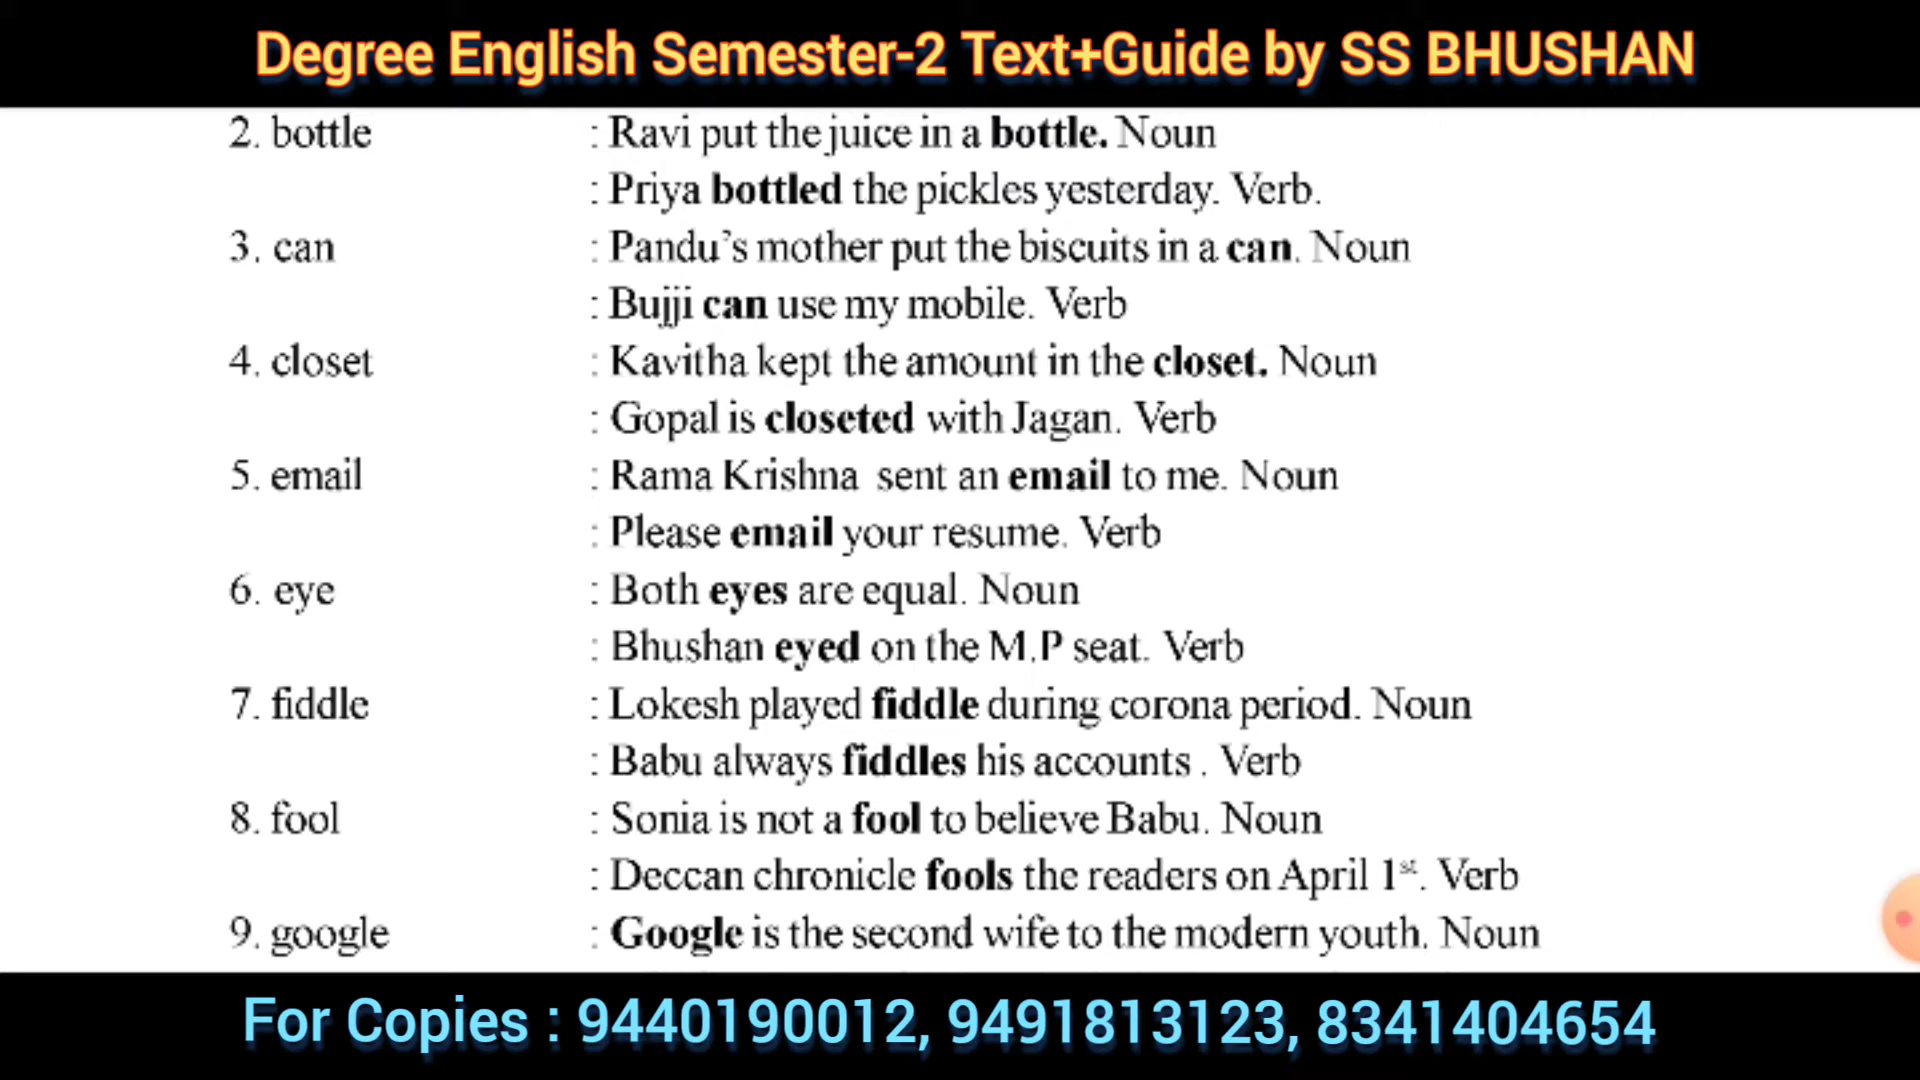 Degree English Semester-2 Text+Guide by SS BHUSHAN
2. bottle : Ravi put the juice in a bottle. Noun
: Priya bottled the pickles yesterday. Verb.
3. can : Pandu’s mother put the biscuits in a can. Noun
: Bujji can use my mobile. Verb
4. closet : Kavitha kept the amount in the closet. Noun
: Gopal is closeted with Jagan. Verb
5. email : Rama Krishna sent an email to me. Noun
: Please email your resume. Verb
6. eye : Both eyes are equal. Noun
: Bhushan eyed on the M.P seat. Verb
7. fiddle : Lokesh played fiddle during corona period. Noun
: Babu always fiddles his accounts . Verb
8. fool : Sonia is not a fool to believe Babu. Noun
: Deccan chronicle fools the readers on April 1st. Verb
9. google : Google is the second wife to the modern youth. Noun
For Copies : 9440190012, 9491813123, 8341404654